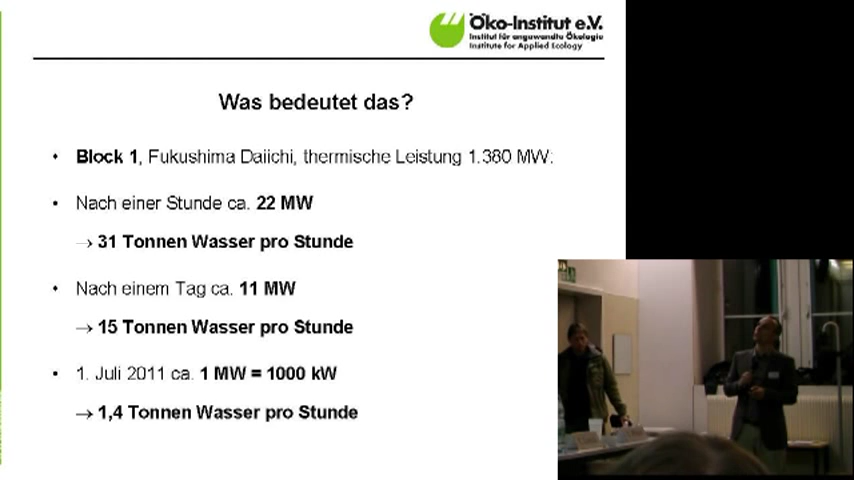 Öko-Institut e.V.
Institut für angewandte Ökologie
Institute for Applied Ecology
Was bedeutet das?
• Block 1, Fukushima Daiichi, thermische Leistung 1.380 MW:
• Nach einer Stunde ca. 22 MW
→ 31 Tonnen Wasser pro Stunde
• Nach einem Tag ca. 11 MW
→ 15 Tonnen Wasser pro Stunde
• 1. Juli 2011 ca. 1 MW = 1000 kW
→ 1,4 Tonnen Wasser pro Stunde